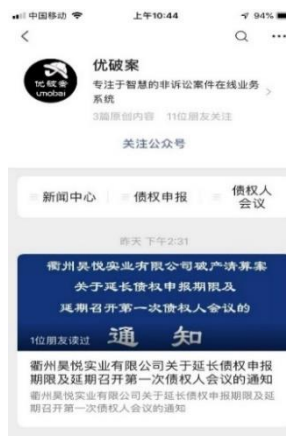 中国移动
上午10:44
94%
优破案
umobai
优破案
专注于智慧的非诉讼案件在线业务
系统
3篇原创内容 11位朋友关注
关注公众号
新闻中心
债权申报
债权人
会议
昨天 下午2:31
衢州昊悦实业有限公司破产清算案
关于延长债权申报期限及
延期召开第一次债权人会议的
通 知
1位朋友读过
衢州昊悦实业有限公司关于延长债权申报
期限及延期召开第一次债权人会议的通知
衢州昊悦实业有限公司关于延长债权申报期限及延
期召开第一次债权人会议的通知